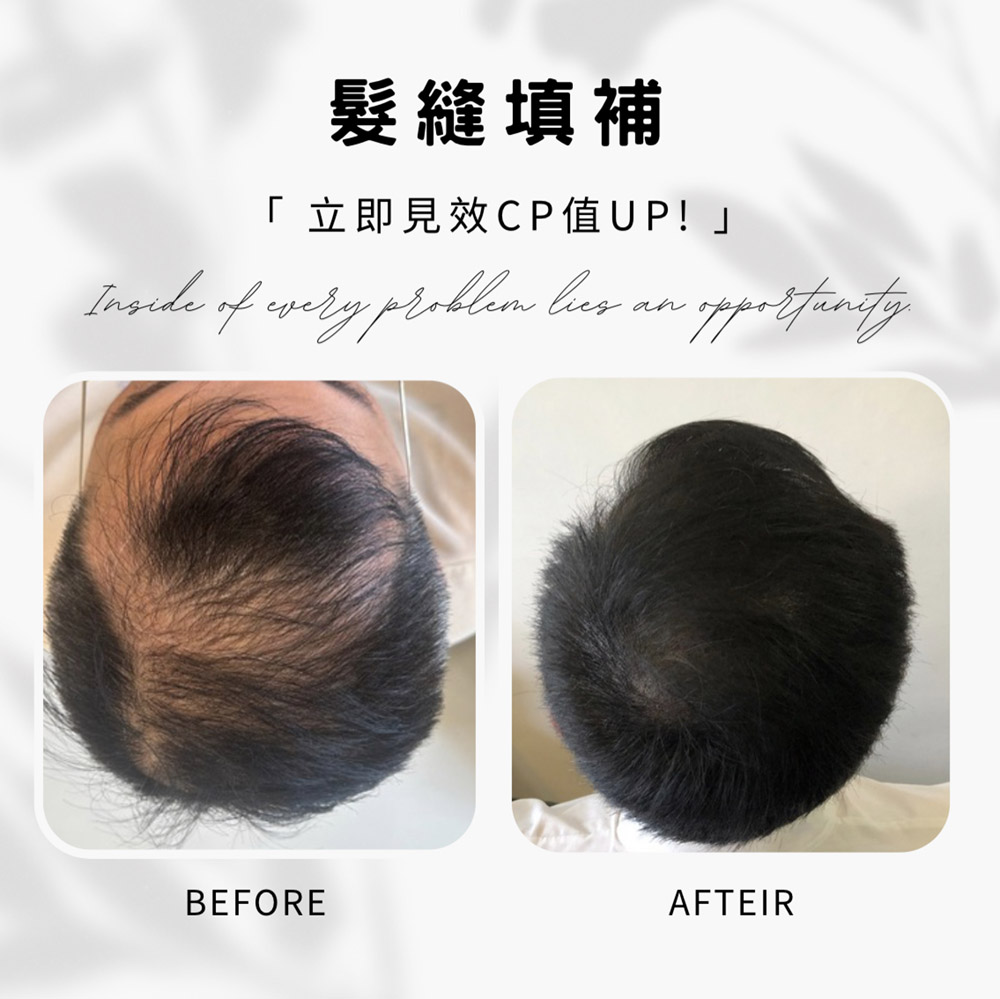 髮縫填補
「 立即見效CP值UP! 」
Inside of every problem lies an opportunity.
BEFORE
AFTEIR